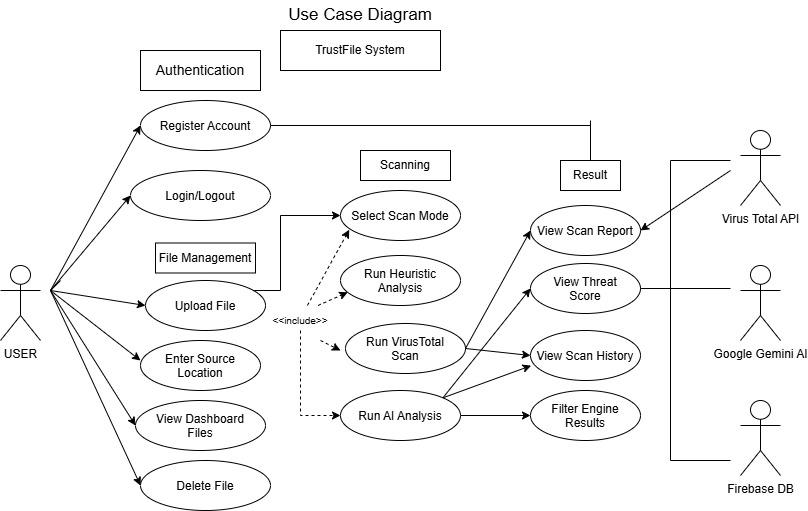 Use Case Diagram
TrustFile System
Authentication
Register Account
Login/Logout
File Management
Upload File
Enter Source
Location
View Dashboard
Files
Delete File
USER
Scanning
Select Scan Mode
Run Heuristic
Analysis
<<include>>
Run VirusTotal
Scan
Run AI Analysis
Result
View Scan Report
View Threat
Score
View Scan History
Filter Engine
Results
Virus Total API
Google Gemini AI
Firebase DB